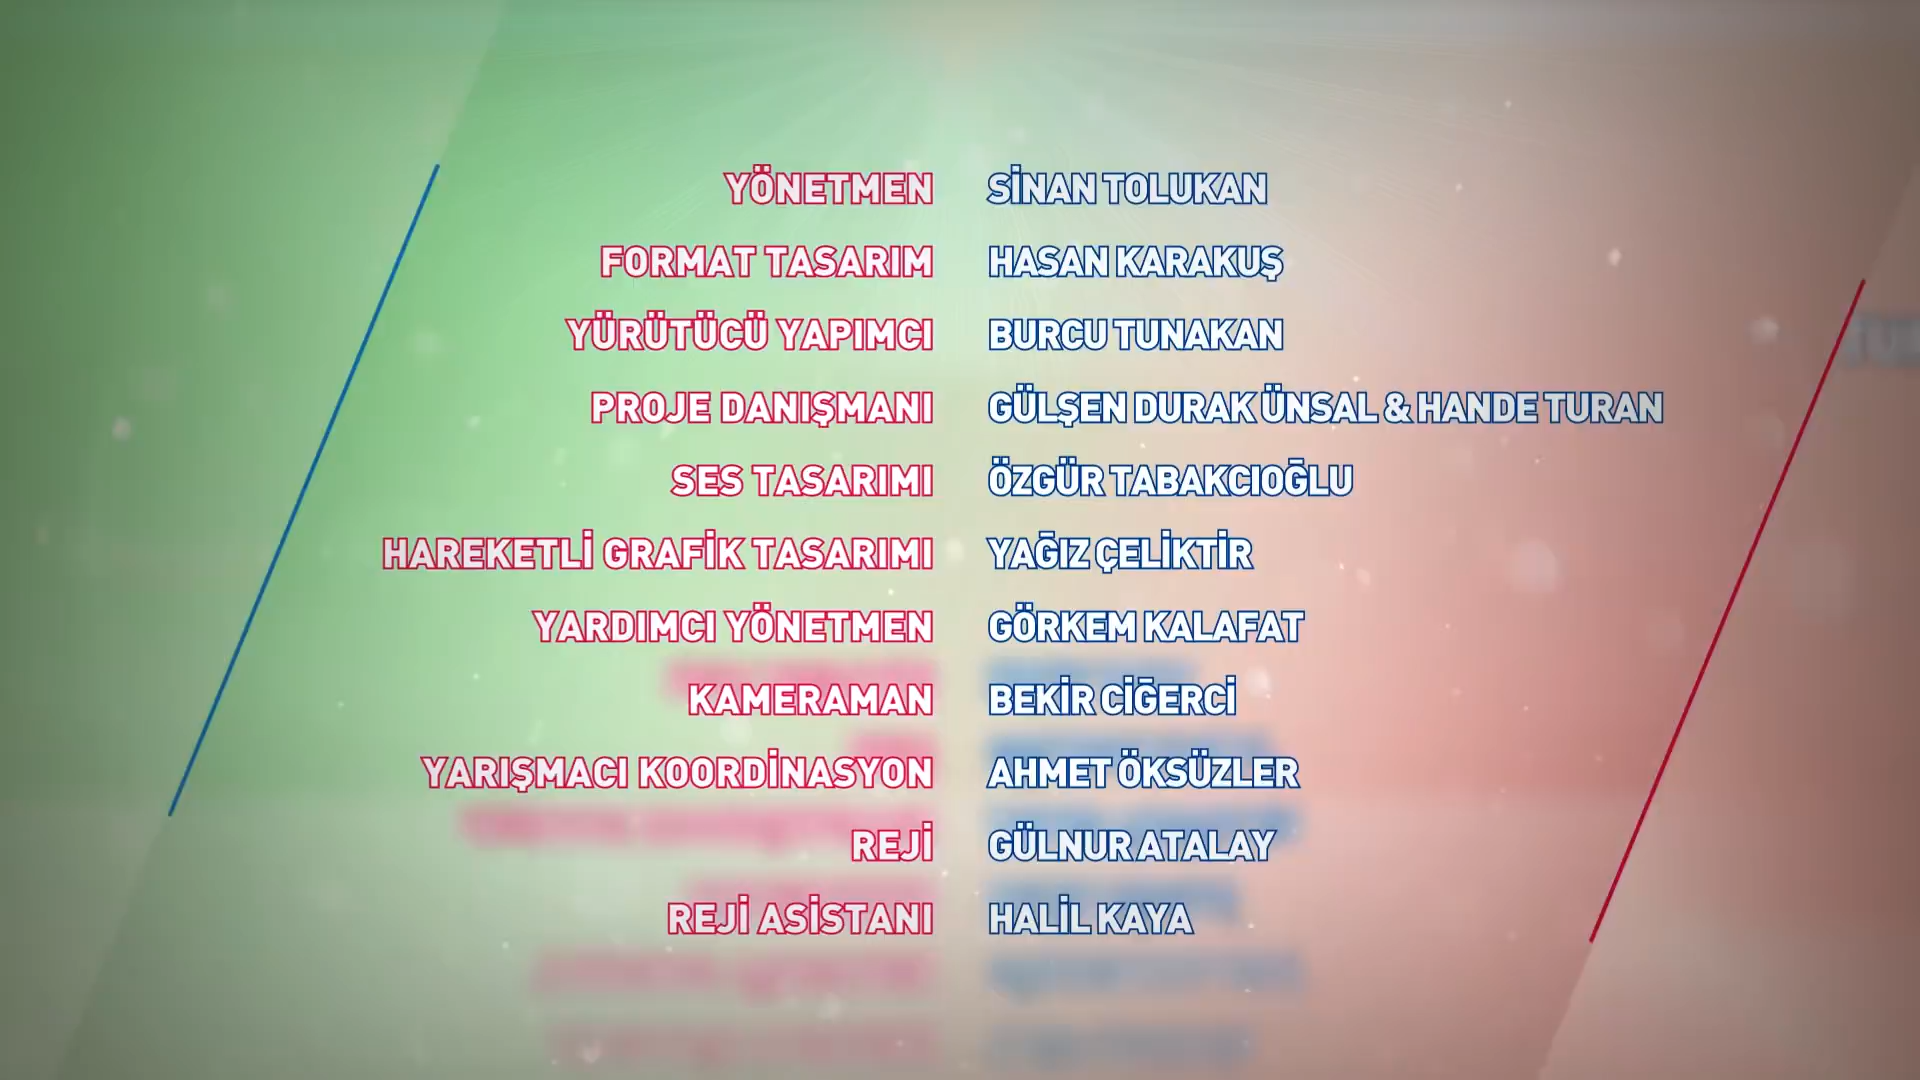 YÖNETMEN SİNAN TOLUKAN
FORMAT TASARIM HASAN KARAKUŞ
YÜRÜTÜCÜ YAPIMCI BURCU TUNAKAN
PROJE DANIŞMANI GÜLŞEN DURAK ÜNSAL & HANDE TURAN
SES TASARIMI ÖZGÜR TABAKCIOĞLU
HAREKETLİ GRAFİK TASARIMI YAĞIZ ÇELİKTİR
YARDIMCI YÖNETMEN GÖRKEM KALAFAT
KAMERAMAN BEKİR CİĞERCİ
YARIŞMACI KOORDİNASYON AHMET ÖKSÜZLER
REJİ GÜLNUR ATALAY
REJİ ASİSTANI HALİL KAYA